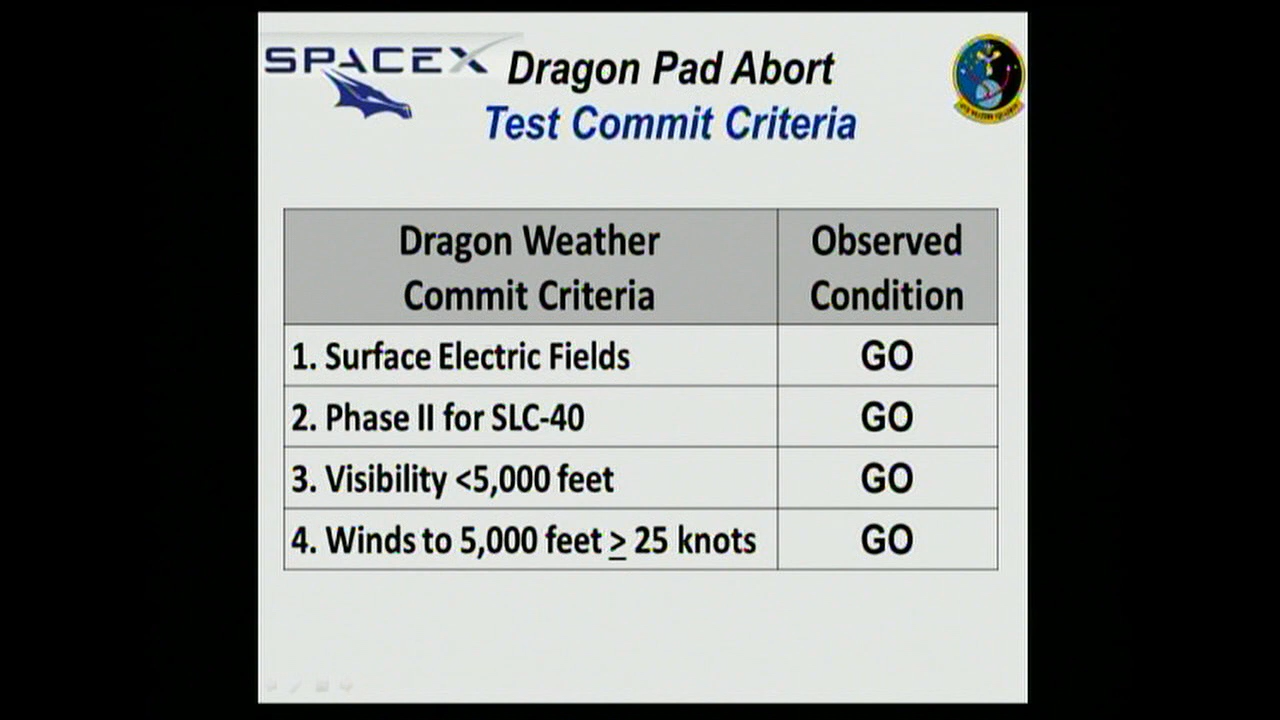 SPACEX
Dragon Pad Abort
Test Commit Criteria
Dragon Weather
Commit Criteria
Observed
Condition
1. Surface Electric Fields
GO
2. Phase II for SLC-40
GO
3. Visibility <5,000 feet
GO
4. Winds to 5,000 feet ≥ 25 knots
GO